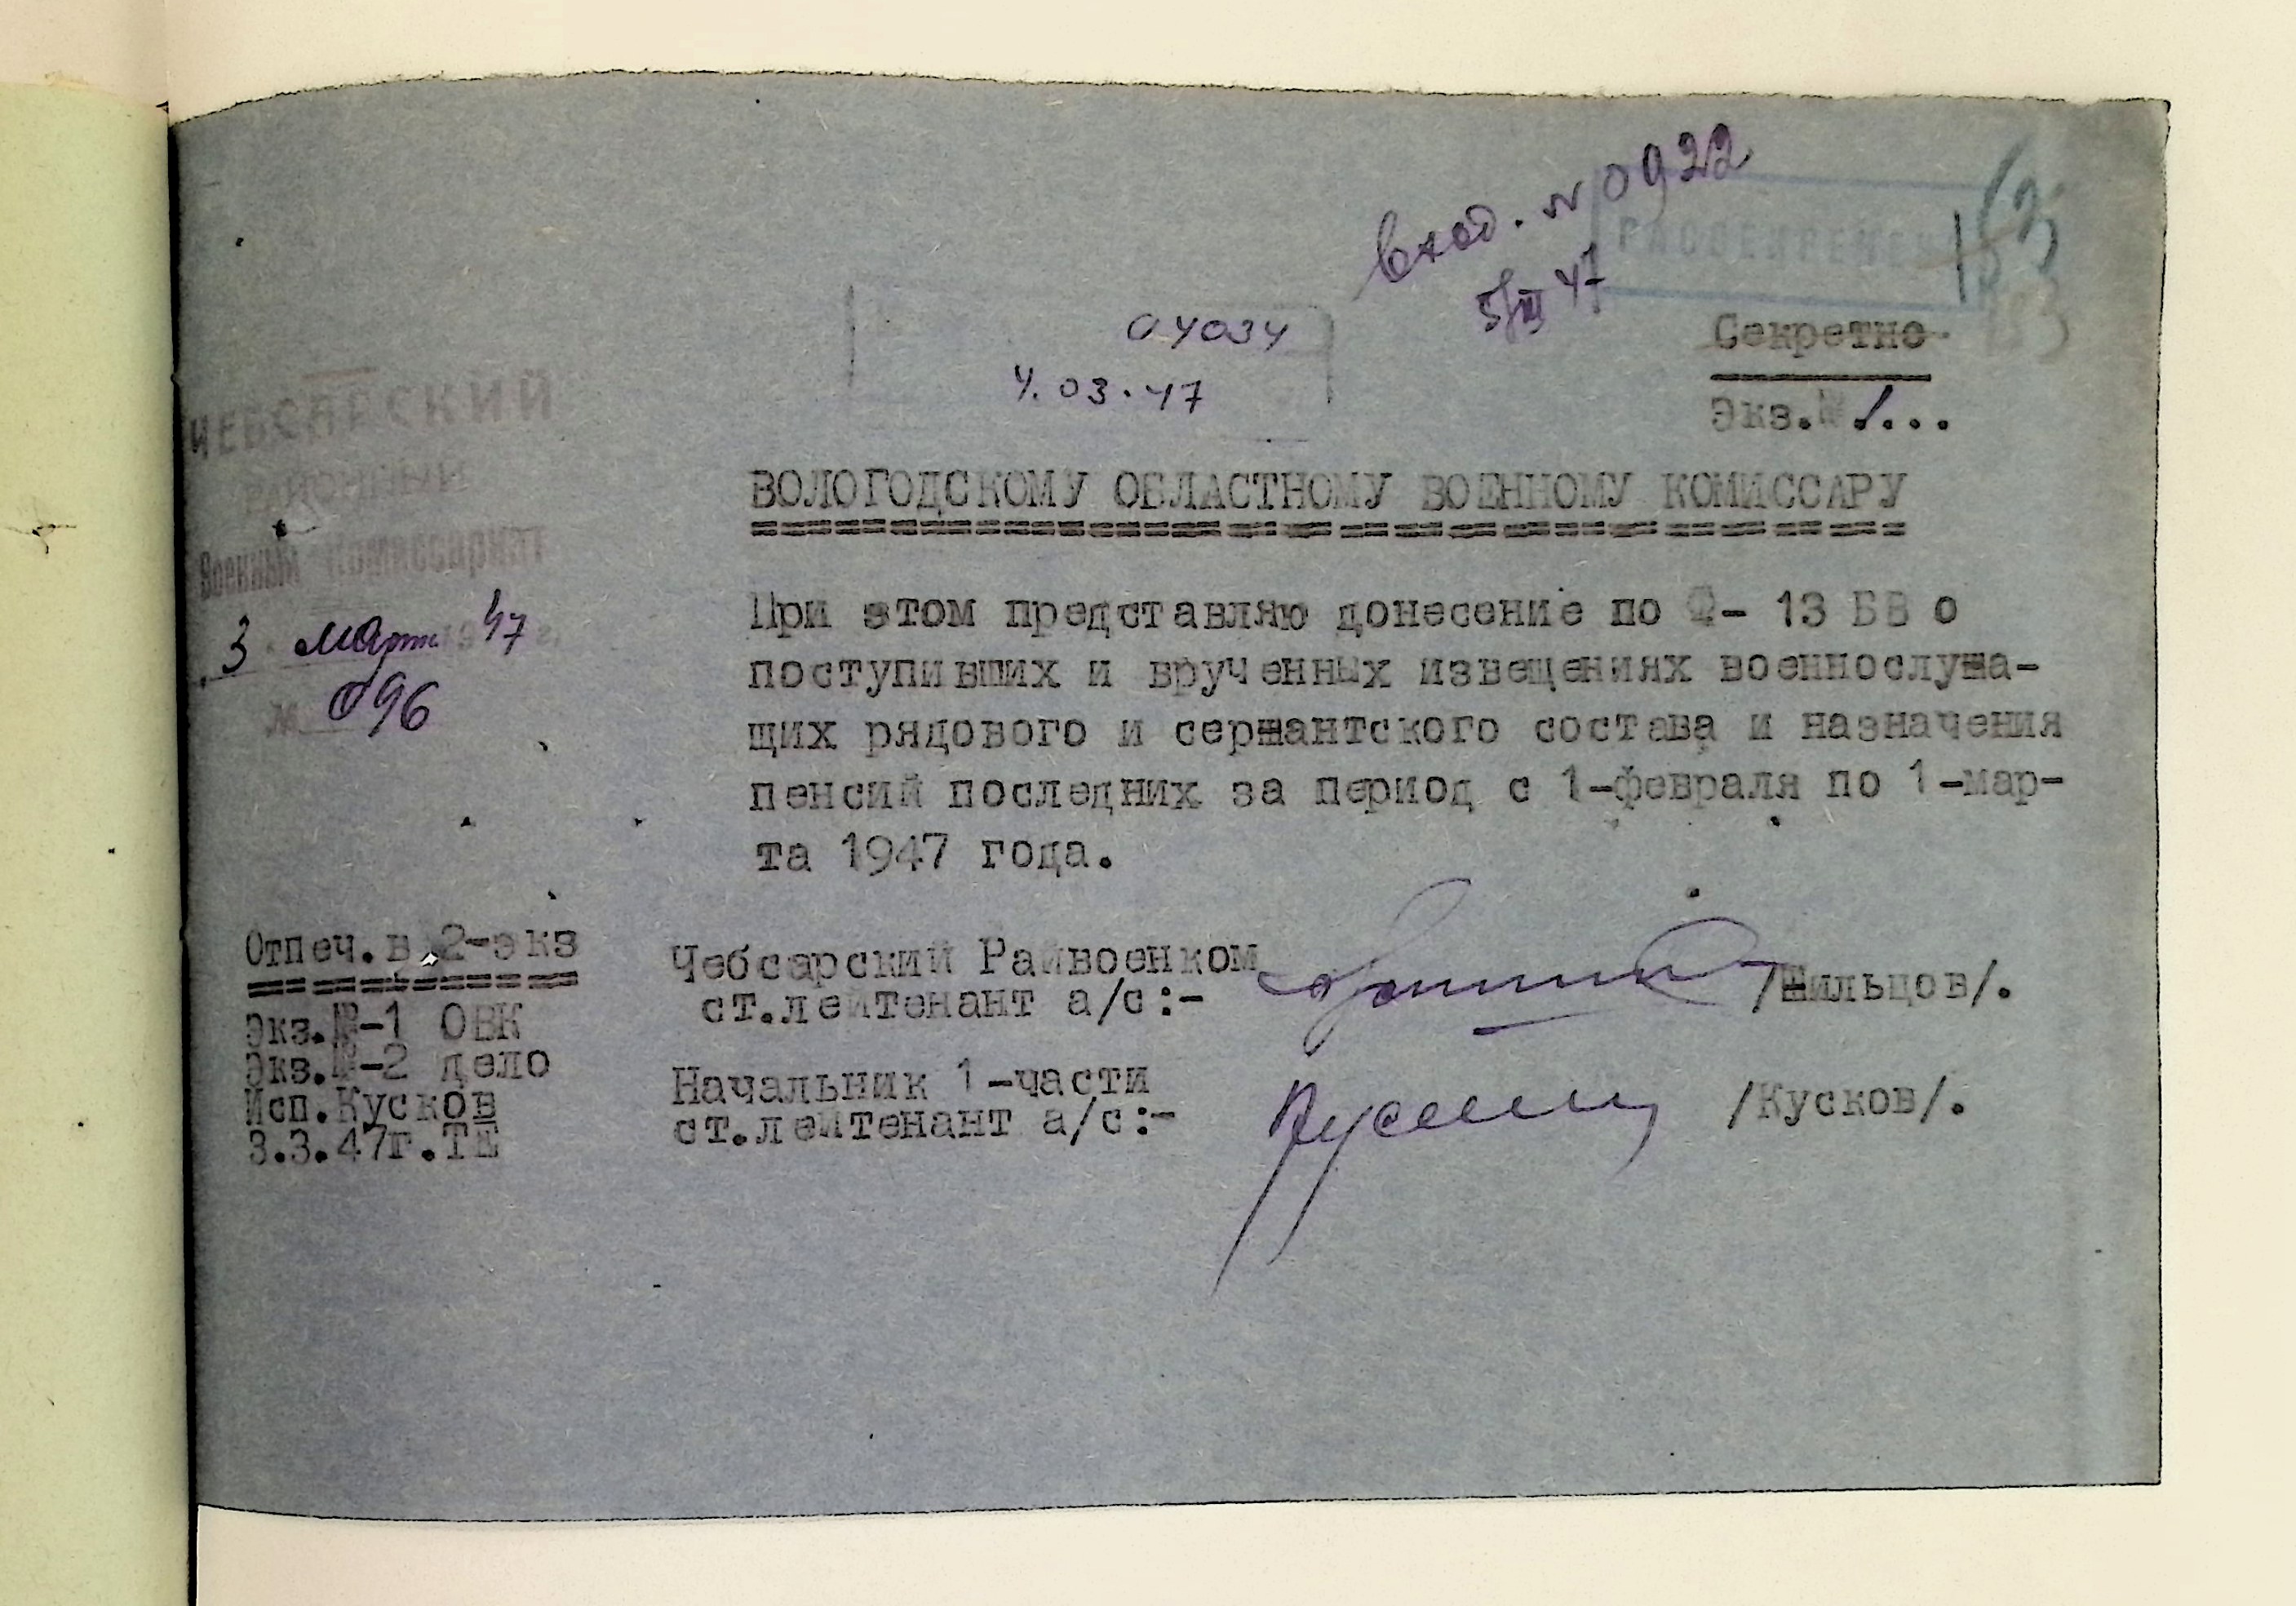 вход. № 0922
5/III 47
РАССЕКРЕЧЕНО
04034
4.03.47
Секретно
Экз.№ 1...
ЧЕБСАРСКИЙ
РАЙОННЫЙ
Военный Комиссариат
3 марта 1947 г.
№ 096
ВОЛОГОДСКОМУ ОБЛАСТНОМУ ВОЕННОМУ КОМИССАРУ
При этом представляю донесение по Ф- 13 БВ о
поступивших и врученных извещениях военнослужа-
щих рядового и сержантского состава и назначения
пенсий последних за период с 1-февраля по 1-мар-
та 1947 года.
Чебсарский Райвоенком
ст.лейтенант а/с:- /Шильцов/.
Начальник 1-части
ст.лейтенант а/с:- /Кусков/.
Отпеч.в 2-экз
Экз.№-1 ОВК
Экз.№-2 дело
Исп.Кусков
3.3.47г.ТЕ